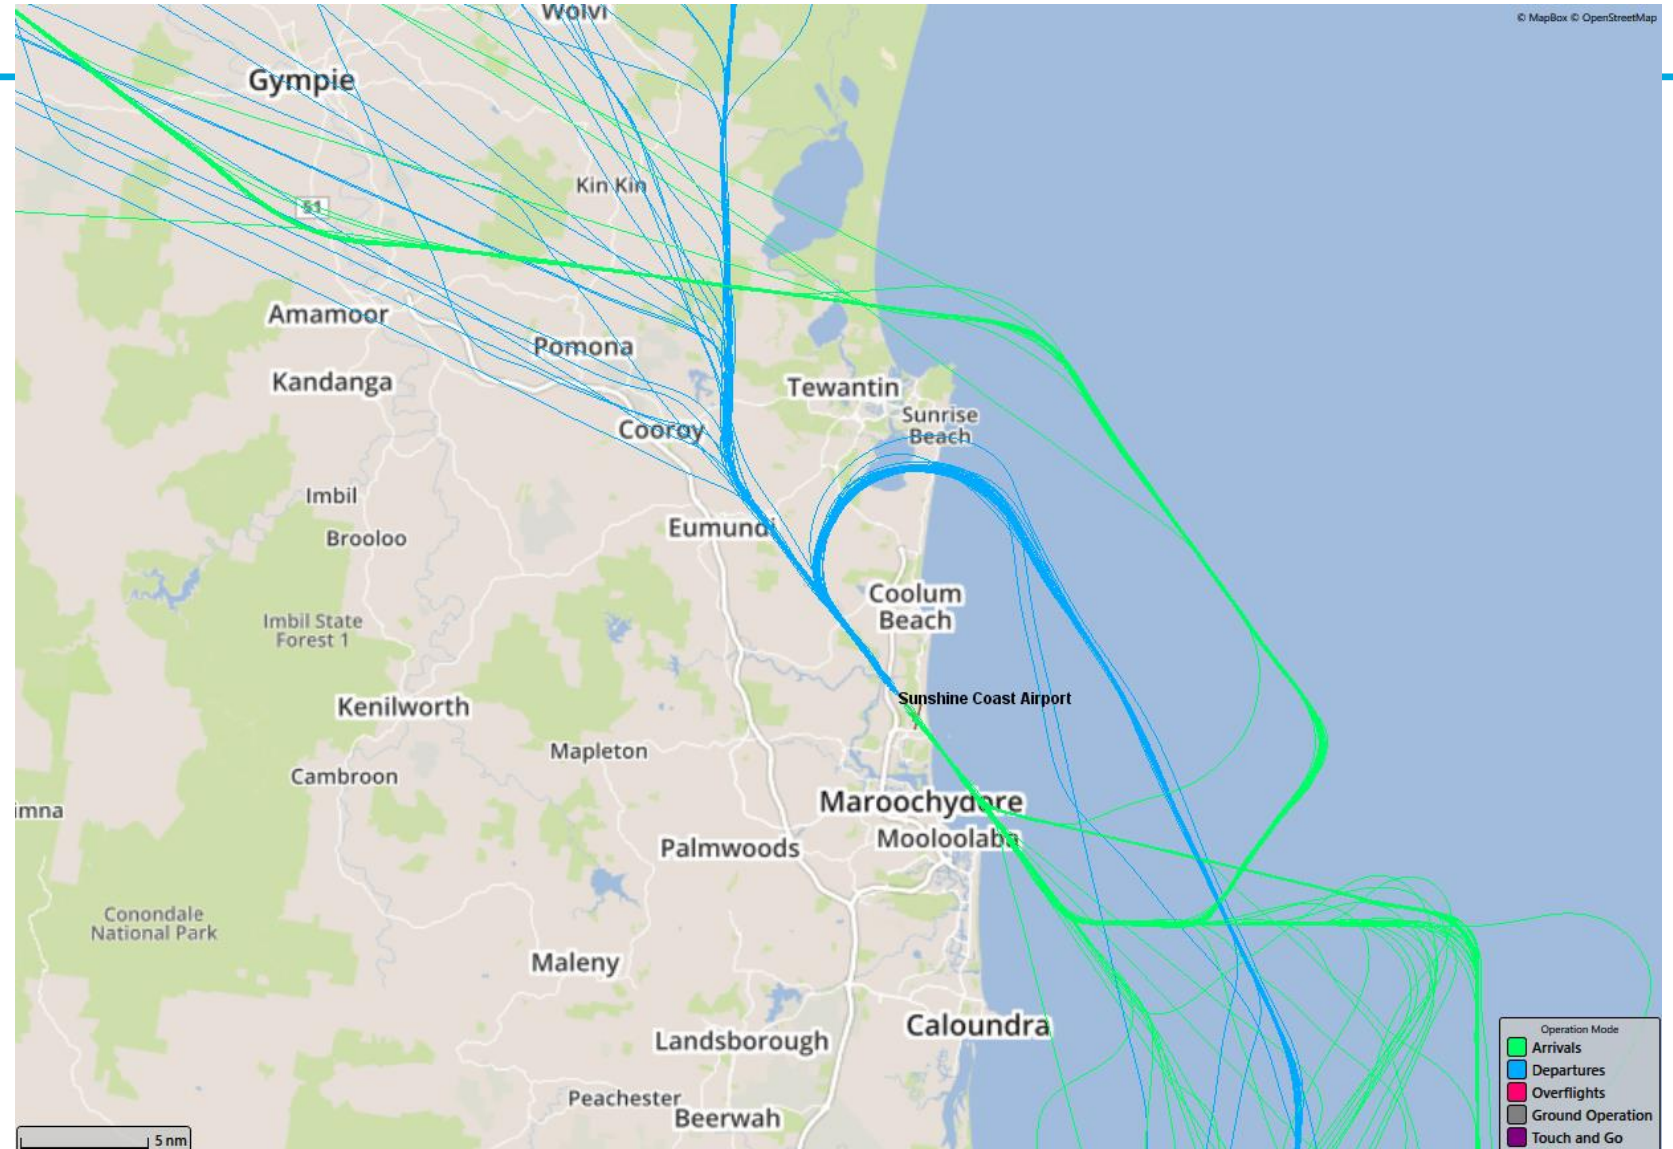 Wolvi
© MapBox © OpenStreetMap
Gympie
Kin Kin
51
Amamoor
Pomona
Kandanga
Tewantin
Sunrise
Beach
Cooroy
Imbil
Eumundi
Brooloo
Coolum
Beach
Imbil State
Forest 1
Sunshine Coast Airport
Kenilworth
Mapleton
Cambroon
imna
Maroochydore
Mooloolaba
Palmwoods
Conondale
National Park
Maleny
Caloundra
Landsborough
Peachester
Beerwah
5 nm
Operation Mode
Arrivals
Departures
Overflights
Ground Operation
Touch and Go